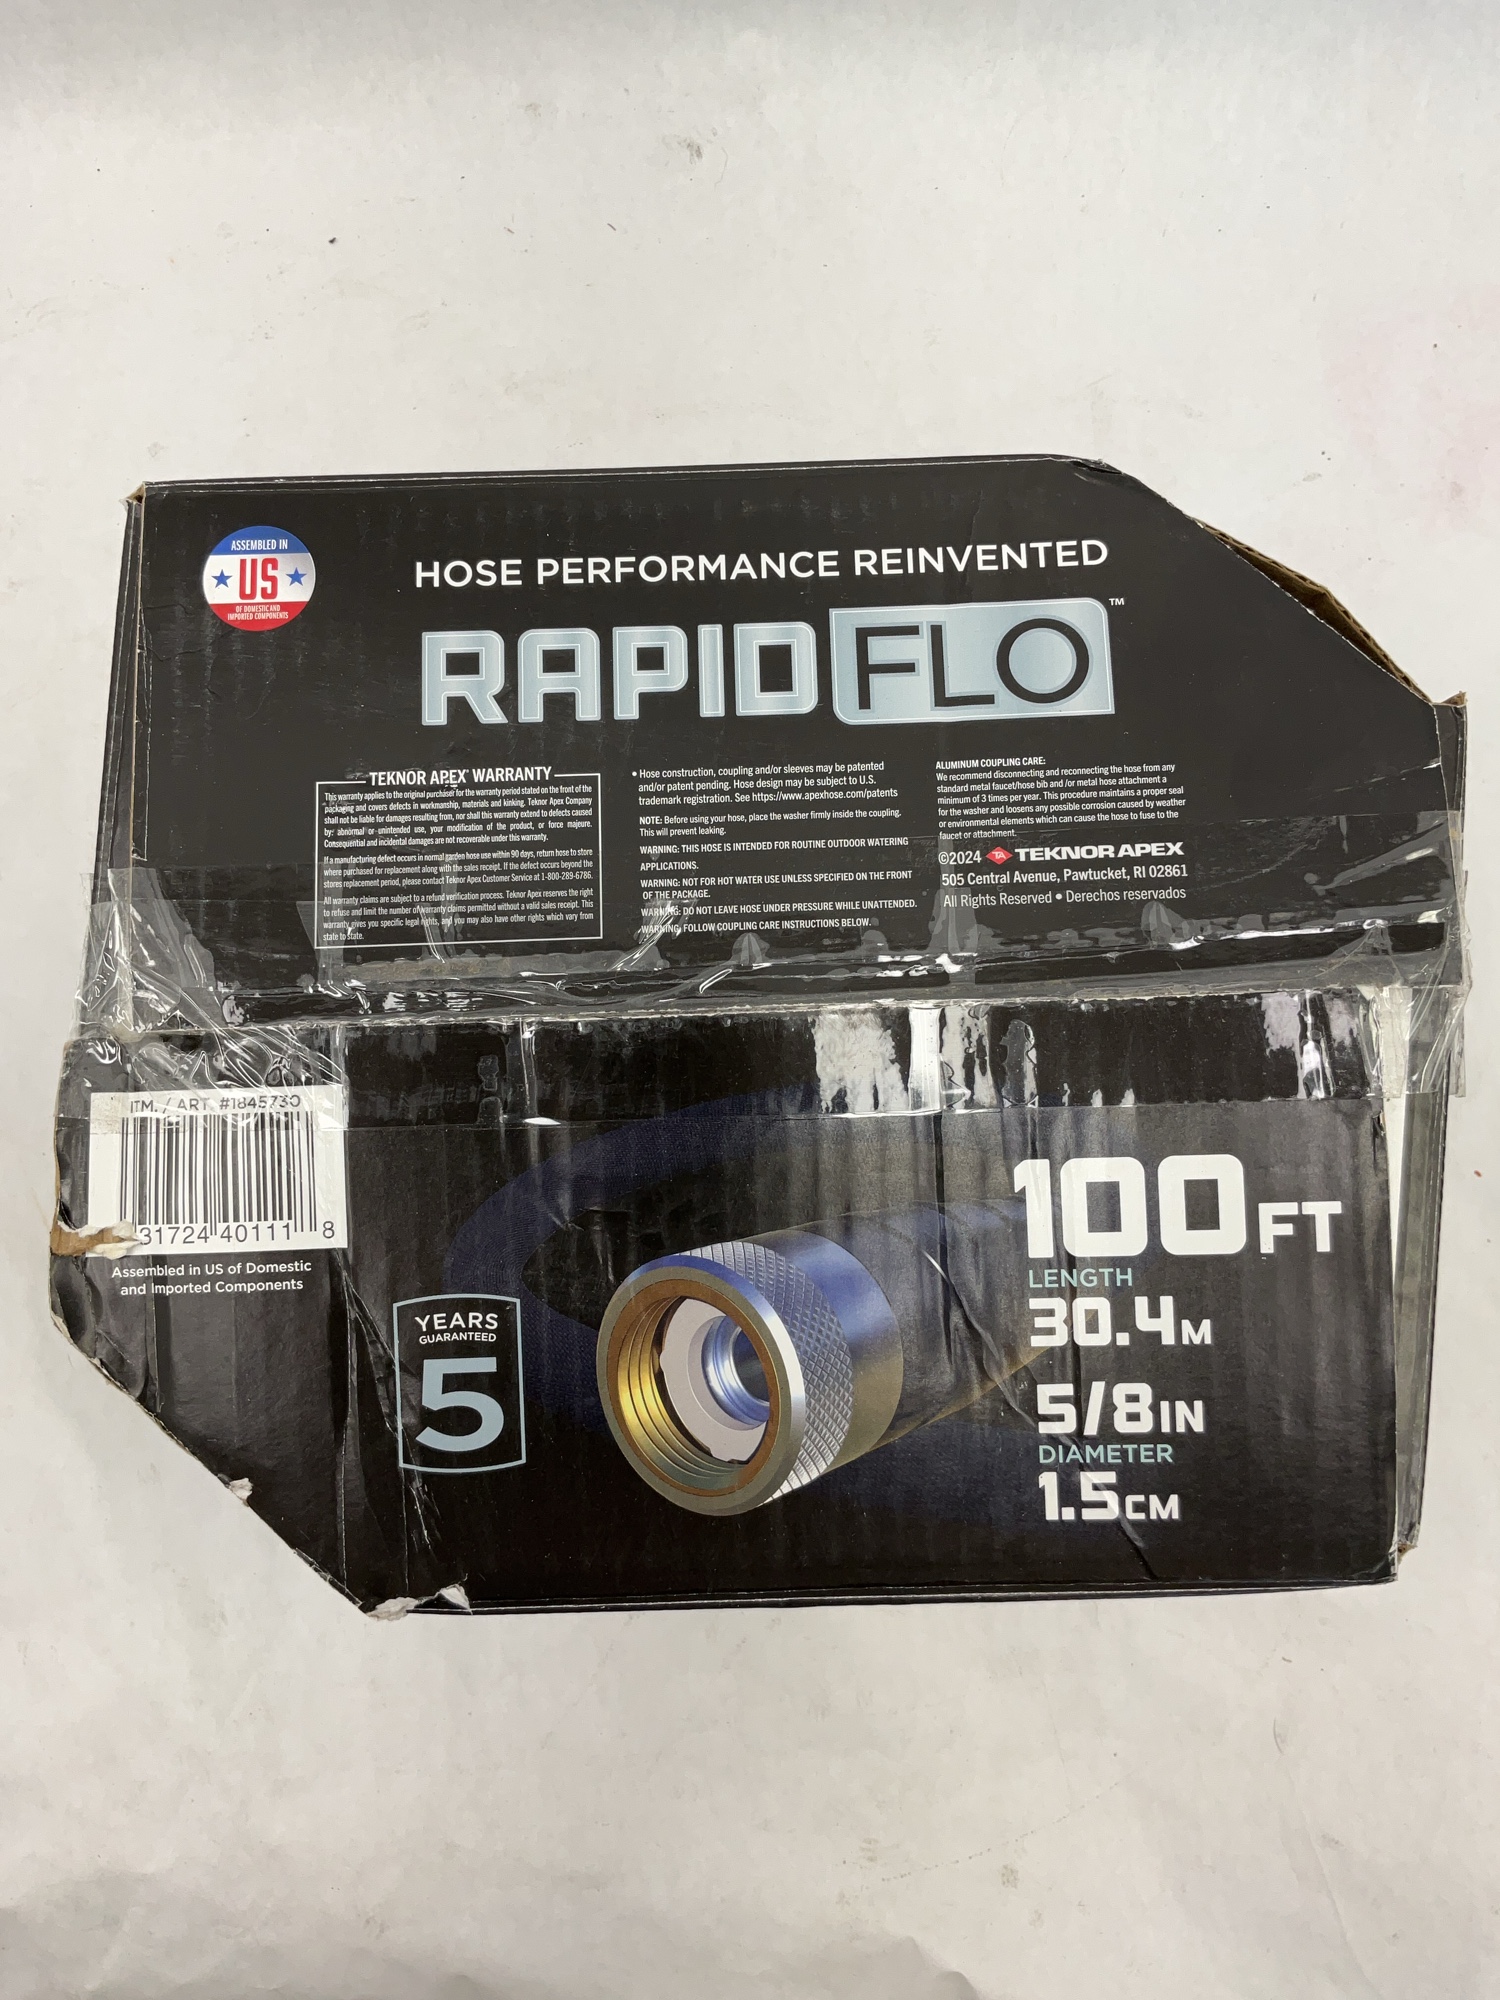 ASSEMBLED IN
US
OF DOMESTIC AND
IMPORTED COMPONENTS
HOSE PERFORMANCE REINVENTED
RAPIDFLO™
TEKNOR APEX® WARRANTY
This warranty applies to the original purchaser for the warranty period stated on the front of the
packaging and covers defects in workmanship, materials and kinking. Teknor Apex Company
shall not be liable for damages resulting from, nor shall this warranty extend to defects caused
by: abnormal or unintended use, your modification of the product, or force majeure.
Consequential and incidental damages are not recoverable under this warranty.
If a manufacturing defect occurs in normal garden hose use within 90 days, return hose to store
where purchased for replacement along with the sales receipt. If the defect occurs beyond the
stores replacement period, please contact Teknor Apex Customer Service at 1-800-289-6786.
All warranty claims are subject to a refund verification process. Teknor Apex reserves the right
to refuse and limit the number of warranty claims permitted without a valid sales receipt. This
warranty gives you specific legal rights, and you may also have other rights which vary from
state to state.
• Hose construction, coupling and/or sleeves may be patented
and/or patent pending. Hose design may be subject to U.S.
trademark registration. See https://www.apexhose.com/patents
NOTE: Before using your hose, place the washer firmly inside the coupling.
This will prevent leaking.
WARNING: THIS HOSE IS INTENDED FOR ROUTINE OUTDOOR WATERING
APPLICATIONS.
WARNING: NOT FOR HOT WATER USE UNLESS SPECIFIED ON THE FRONT
OF THE PACKAGE.
WARNING: DO NOT LEAVE HOSE UNDER PRESSURE WHILE UNATTENDED.
WARNING: FOLLOW COUPLING CARE INSTRUCTIONS BELOW.
ALUMINUM COUPLING CARE:
We recommend disconnecting and reconnecting the hose from any
standard metal faucet/hose bib and/or metal hose attachment a
minimum of 3 times per year. This procedure maintains a proper seal
for the washer and loosens any possible corrosion caused by weather
or environmental elements which can cause the hose to fuse to the
faucet or attachment.
©2024 TA TEKNOR APEX
505 Central Avenue, Pawtucket, RI 02861
All Rights Reserved • Derechos reservados
ITM. / ART. #1845730
31724 40111 8
Assembled in US of Domestic
and Imported Components
YEARS
GUARANTEED
5
100FT
LENGTH
30.4M
5/8IN
DIAMETER
1.5CM